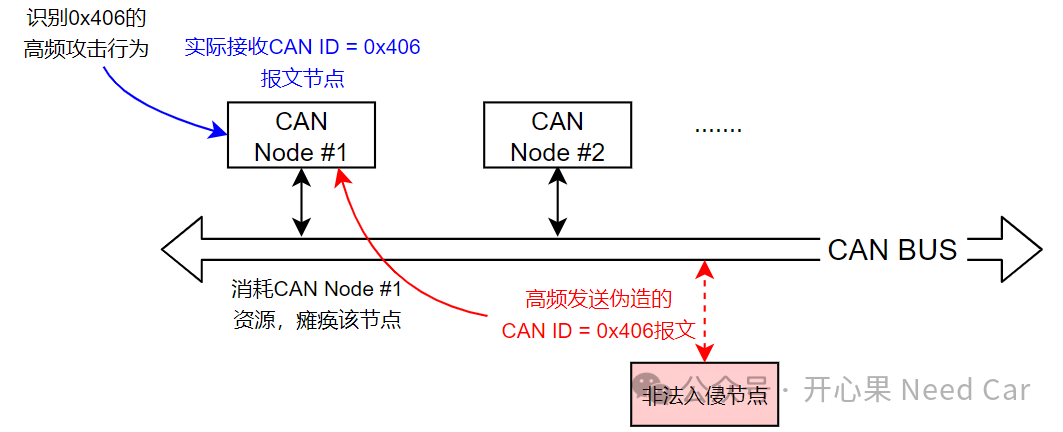 识别0x406的
高频攻击行为
实际接收CAN ID = 0x406
报文节点
CAN
Node #1
CAN
Node #2
.......
CAN BUS
消耗CAN Node #1
资源，瘫痪该节点
高频发送伪造的
CAN ID = 0x406报文
非法入侵节点
公众号 · 开心果 Need Car